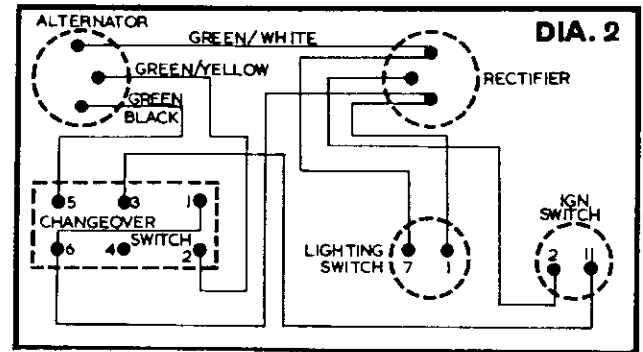 DIA. 2
ALTERNATOR
GREEN/WHITE
GREEN/YELLOW
GREEN
BLACK
RECTIFIER
5 3 1
CHANGEOVER
SWITCH
6 4 2
LIGHTING
SWITCH
7 1
IGN
SWITCH
2 11